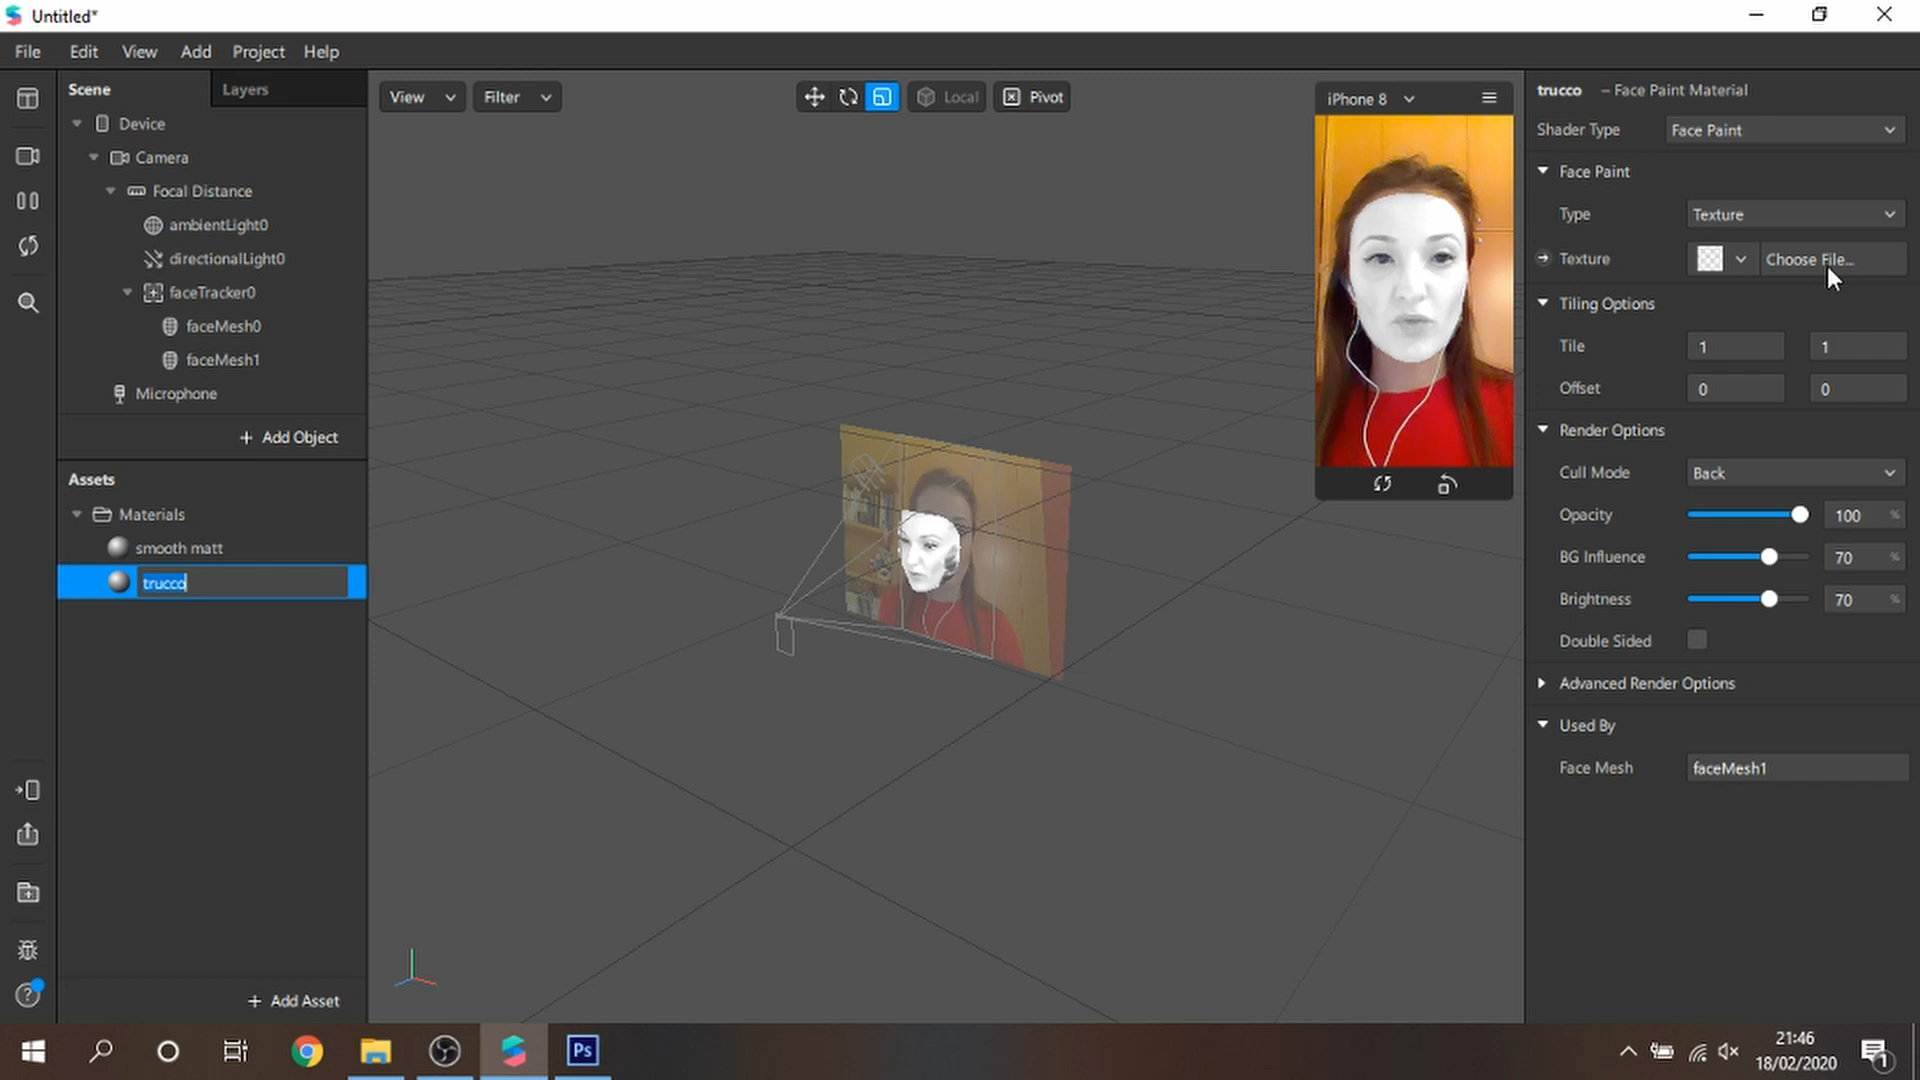 Untitled*
File Edit View Add Project Help
Scene Layers
Device
Camera
Focal Distance
ambientLight0
directionalLight0
faceTracker0
faceMesh0
faceMesh1
Microphone
+ Add Object
Assets
Materials
smooth matt
trucco
+ Add Asset
View Filter Local Pivot
iPhone 8
trucco – Face Paint Material
Shader Type Face Paint
Face Paint
Type Texture
Texture Choose File...
Tiling Options
Tile 1 1
Offset 0 0
Render Options
Cull Mode Back
Opacity 100 %
BG Influence 70 %
Brightness 70 %
Double Sided
Advanced Render Options
Used By
Face Mesh faceMesh1
Ps
21:46
18/02/2020
1